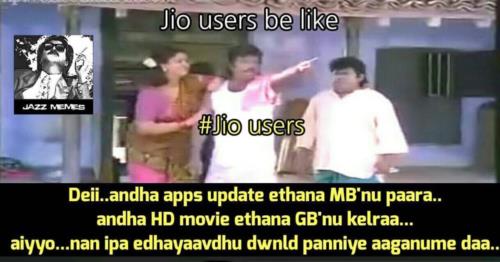 Jio users be like
JAZZ MEMES
#Jio users
Deii..andha apps update ethana MB'nu paara..
andha HD movie ethana GB'nu kelraa...
aiyyo...nan ipa edhayaavdhu dwnld panniye aaganume daa..